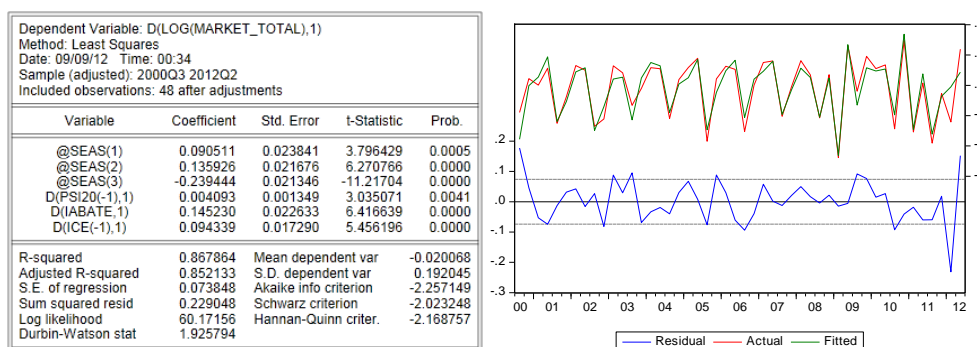 Dependent Variable: D(LOG(MARKET_TOTAL),1)
Method: Least Squares
Date: 09/09/12 Time: 00:34
Sample (adjusted): 2000Q3 2012Q2
Included observations: 48 after adjustments
Variable Coefficient Std. Error t-Statistic Prob.
@SEAS(1) 0.090511 0.023841 3.796429 0.0005
@SEAS(2) 0.135926 0.021676 6.270766 0.0000
@SEAS(3) -0.239444 0.021346 -11.21704 0.0000
D(PSI20(-1),1) 0.004093 0.001349 3.035071 0.0041
D(IABATE,1) 0.145230 0.022633 6.416639 0.0000
D(ICE(-1),1) 0.094339 0.017290 5.456196 0.0000
R-squared 0.867864 Mean dependent var -0.020068
Adjusted R-squared 0.852133 S.D. dependent var 0.192045
S.E. of regression 0.073848 Akaike info criterion -2.257149
Sum squared resid 0.229048 Schwarz criterion -2.023248
Log likelihood 60.17156 Hannan-Quinn criter. -2.168757
Durbin-Watson stat 1.925794
.2
.1
.0
-.1
-.2
-.3
00 01 02 03 04 05 06 07 08 09 10 11 12
Residual Actual Fitted